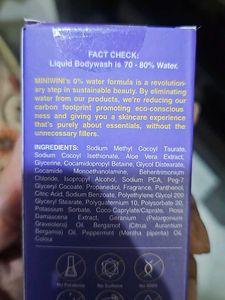 FACT CHECK:
Liquid Bodywash is 70 - 80% Water.
MINIWINI's 0% water formula is a revolution-
ary step in sustainable beauty. By eliminating
water from our products, we're reducing our
carbon footprint promoting eco-conscious-
ness and giving you a skincare experience
that's purely about essentials, without the
unnecessary fillers.
INGREDIENTS: Sodium Methyl Cocoyl Taurate,
Sodium Cocoyl Isethionate, Aloe Vera Extract,
Glycerine, Cocamidopropyl Betaine, Glycol Distearate,
Cocamide Monoethanolamine, Behentrimonium
Chloride, Isopropyl Alcohol, Sodium PCA, Peg-7
Glyceryl Cocoate, Propanediol, Fragrance, Panthenol,
Citric Acid, Sodium Benzoate, Polyethylene Glycol 200
Glyceryl Stearate, Polyquaternium 10, Polysorbate 20,
Potassium Sorbate, Coco-Caprylate/Caprate, Rosa
Damascena Extract, Geranium (Pelargonium
Graveolens) Oil, Bergamot (Citrus Aurantium
Bergamia) Oil, Peppermint (Mentha piperita) Oil,
Colour
No Parabens
No Sulfates